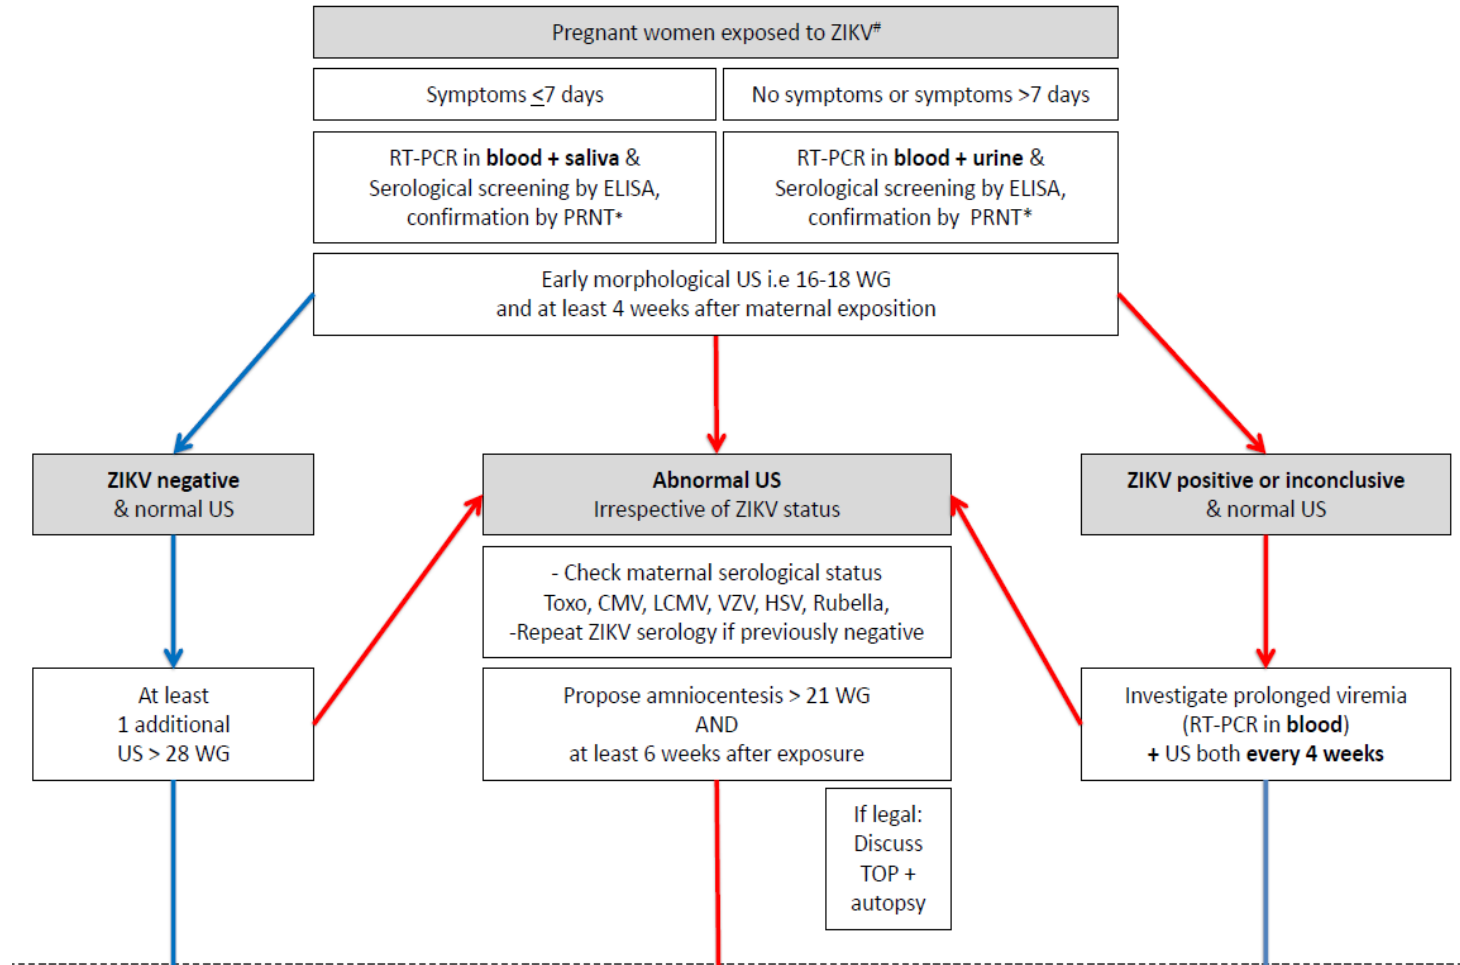 Pregnant women exposed to ZIKV#
Symptoms ≤7 days
No symptoms or symptoms >7 days
RT-PCR in blood + saliva &
Serological screening by ELISA,
confirmation by PRNT*
RT-PCR in blood + urine &
Serological screening by ELISA,
confirmation by PRNT*
Early morphological US i.e 16-18 WG
and at least 4 weeks after maternal exposition
ZIKV negative
& normal US
Abnormal US
Irrespective of ZIKV status
ZIKV positive or inconclusive
& normal US
- Check maternal serological status
Toxo, CMV, LCMV, VZV, HSV, Rubella,
-Repeat ZIKV serology if previously negative
At least
1 additional
US > 28 WG
Propose amniocentesis > 21 WG
AND
at least 6 weeks after exposure
Investigate prolonged viremia
(RT-PCR in blood)
+ US both every 4 weeks
If legal:
Discuss
TOP +
autopsy